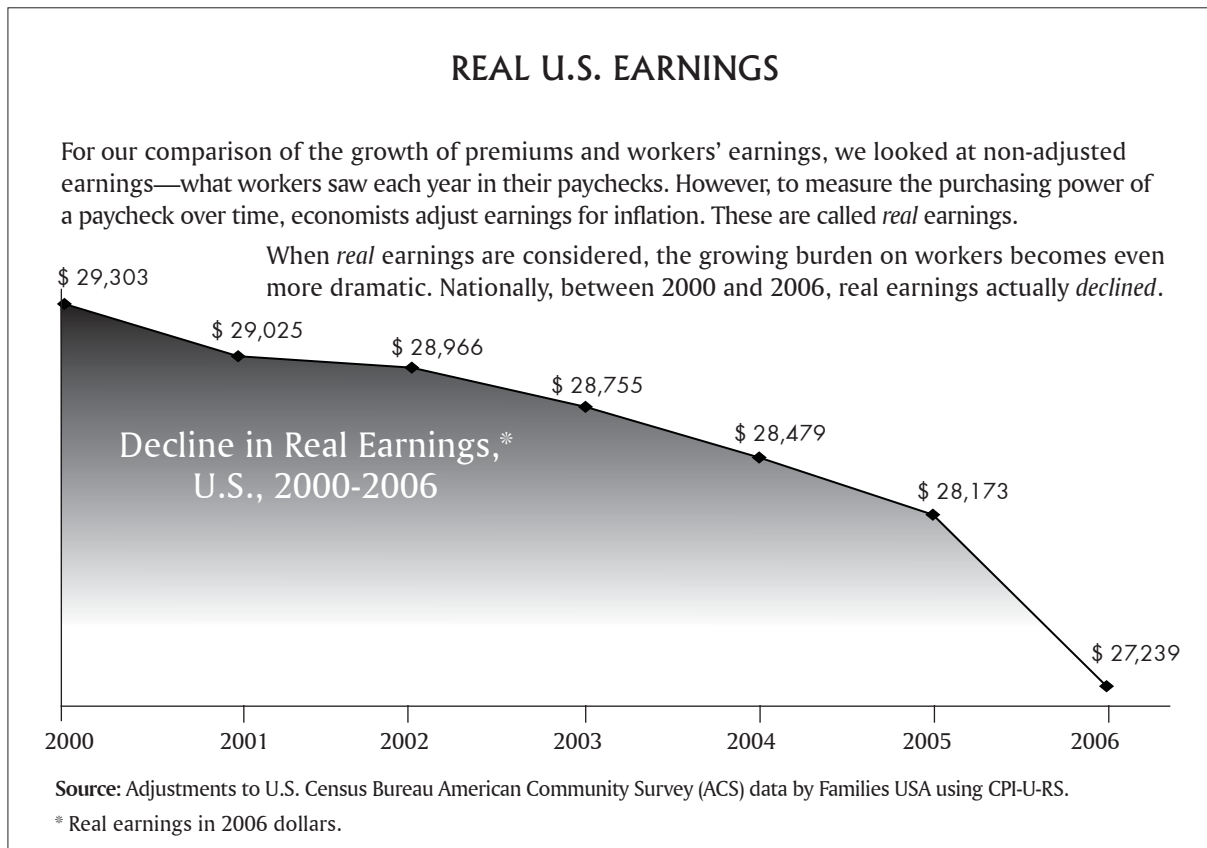 REAL U.S. EARNINGS
For our comparison of the growth of premiums and workers’ earnings, we looked at non-adjusted
earnings—what workers saw each year in their paychecks. However, to measure the purchasing power of
a paycheck over time, economists adjust earnings for inflation. These are called real earnings.
When real earnings are considered, the growing burden on workers becomes even
more dramatic. Nationally, between 2000 and 2006, real earnings actually declined.
$ 29,303
$ 29,025
$ 28,966
$ 28,755
$ 28,479
$ 28,173
$ 27,239
Decline in Real Earnings,*
U.S., 2000-2006
2000 2001 2002 2003 2004 2005 2006
Source: Adjustments to U.S. Census Bureau American Community Survey (ACS) data by Families USA using CPI-U-RS.
* Real earnings in 2006 dollars.